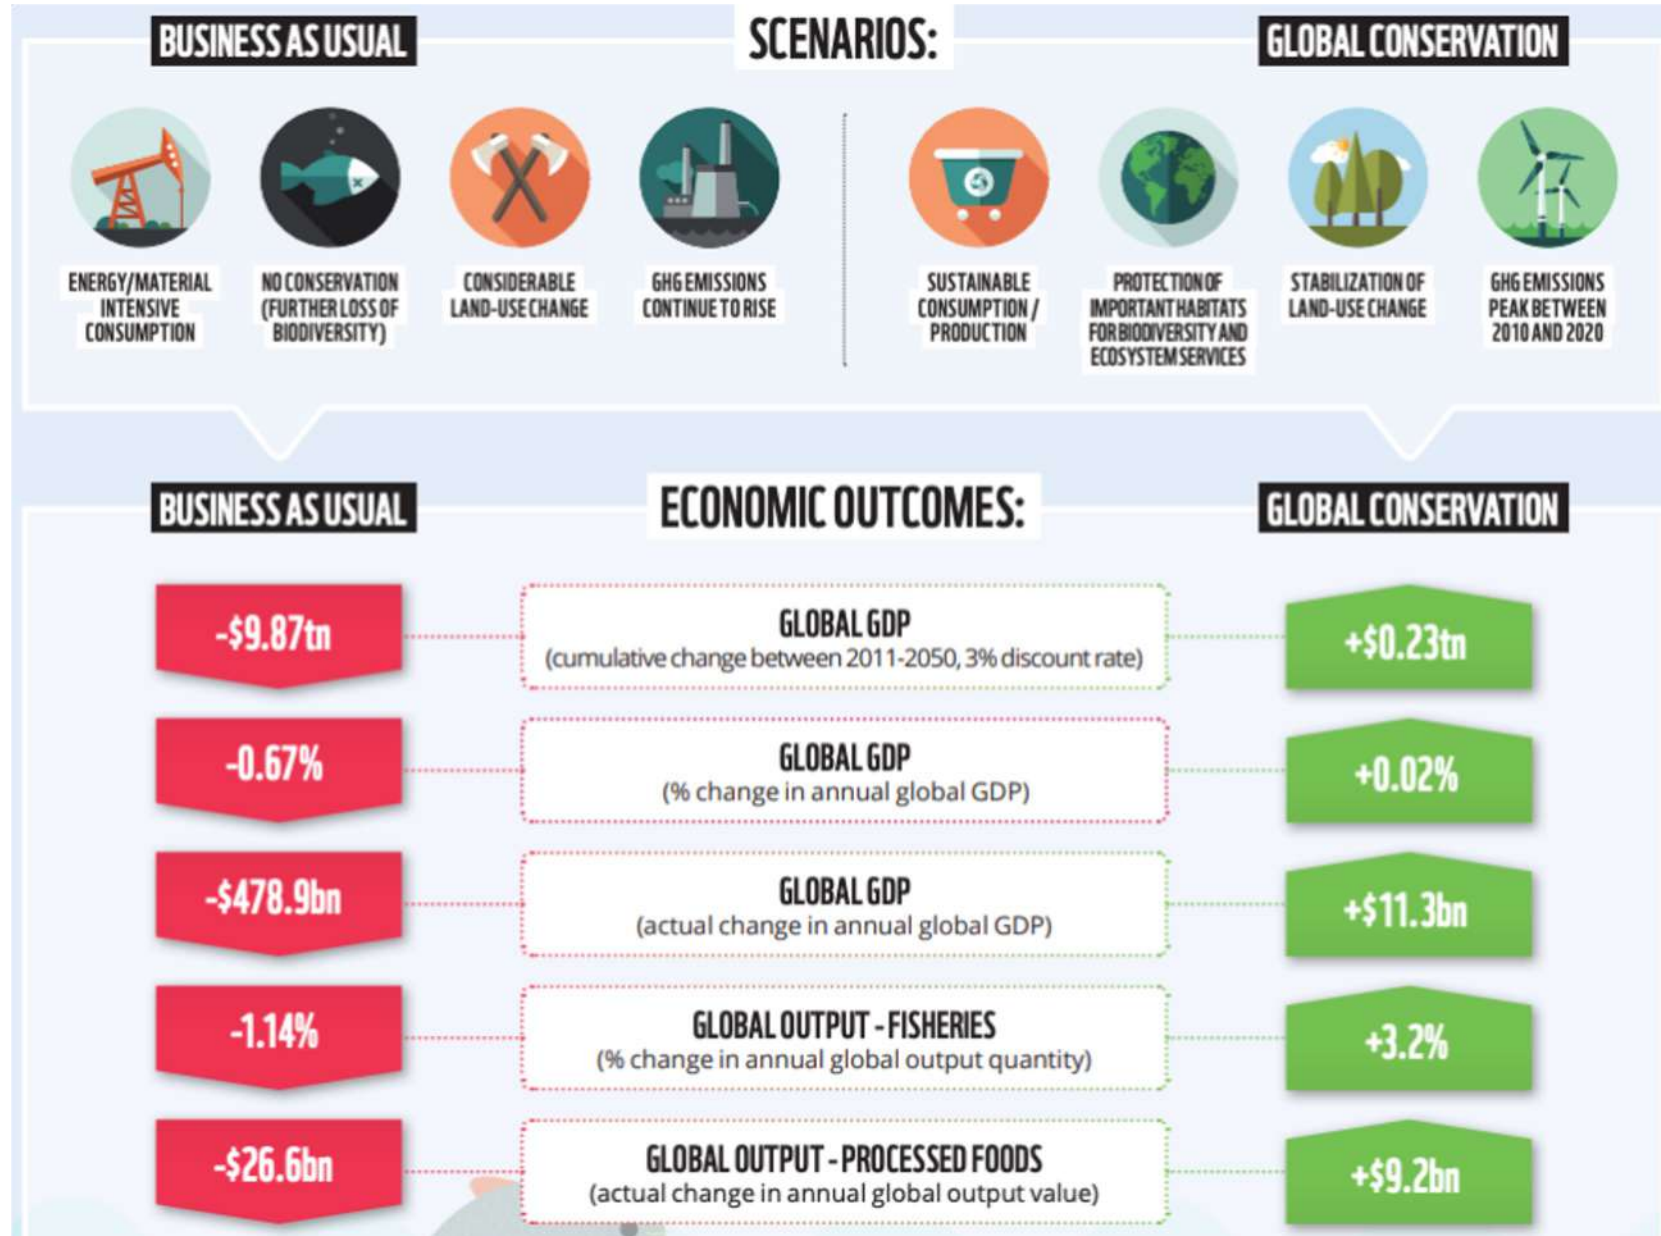 BUSINESS AS USUAL
SCENARIOS:
GLOBAL CONSERVATION
ENERGY/MATERIAL
INTENSIVE
CONSUMPTION
NO CONSERVATION
(FURTHER LOSS OF
BIODIVERSITY)
CONSIDERABLE
LAND-USE CHANGE
GHG EMISSIONS
CONTINUE TO RISE
SUSTAINABLE
CONSUMPTION /
PRODUCTION
PROTECTION OF
IMPORTANT HABITATS
FOR BIODIVERSITY AND
ECOSYSTEM SERVICES
STABILIZATION OF
LAND-USE CHANGE
GHG EMISSIONS
PEAK BETWEEN
2010 AND 2020
BUSINESS AS USUAL
ECONOMIC OUTCOMES:
GLOBAL CONSERVATION
-$9.87tn
GLOBAL GDP
(cumulative change between 2011-2050, 3% discount rate)
+$0.23tn
-0.67%
GLOBAL GDP
(% change in annual global GDP)
+0.02%
-$478.9bn
GLOBAL GDP
(actual change in annual global GDP)
+$11.3bn
-1.14%
GLOBAL OUTPUT - FISHERIES
(% change in annual global output quantity)
+3.2%
-$26.6bn
GLOBAL OUTPUT - PROCESSED FOODS
(actual change in annual global output value)
+$9.2bn